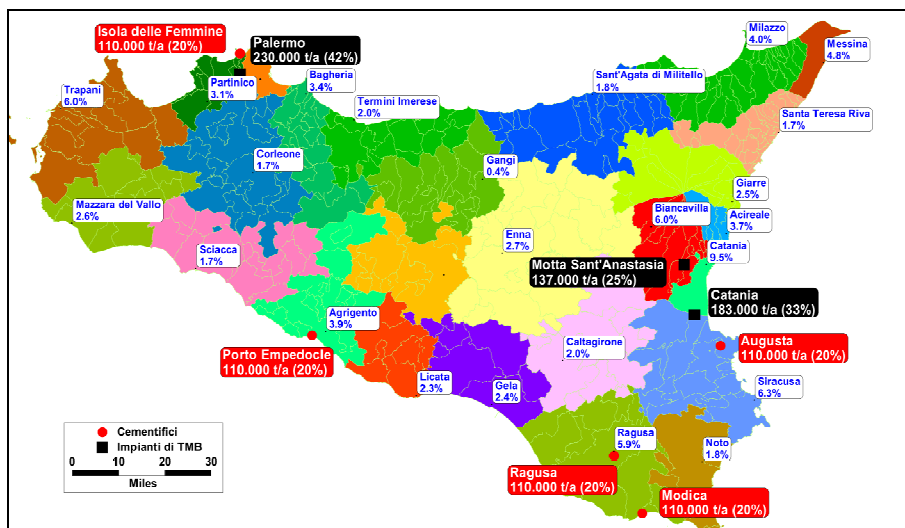 Isola delle Femmine
110.000 t/a (20%)
Palermo
230.000 t/a (42%)
Milazzo
4.0%
Messina
4.8%
Trapani
6.0%
Partinico
3.1%
Bagheria
3.4%
Sant'Agata di Militello
1.8%
Termini Imerese
2.0%
Santa Teresa Riva
1.7%
Corleone
1.7%
Gangi
0.4%
Giarre
2.5%
Mazzara del Vallo
2.6%
Biancavilla
6.0%
Acireale
3.7%
Enna
2.7%
Sciacca
1.7%
Catania
9.5%
Motta Sant'Anastasia
137.000 t/a (25%)
Catania
183.000 t/a (33%)
Agrigento
3.9%
Porto Empedocle
110.000 t/a (20%)
Caltagirone
2.0%
Augusta
110.000 t/a (20%)
Licata
2.3%
Gela
2.4%
Siracusa
6.3%
Ragusa
5.9%
Noto
1.8%
Ragusa
110.000 t/a (20%)
Modica
110.000 t/a (20%)
Cementifici
Impianti di TMB
0 10 20 30
Miles